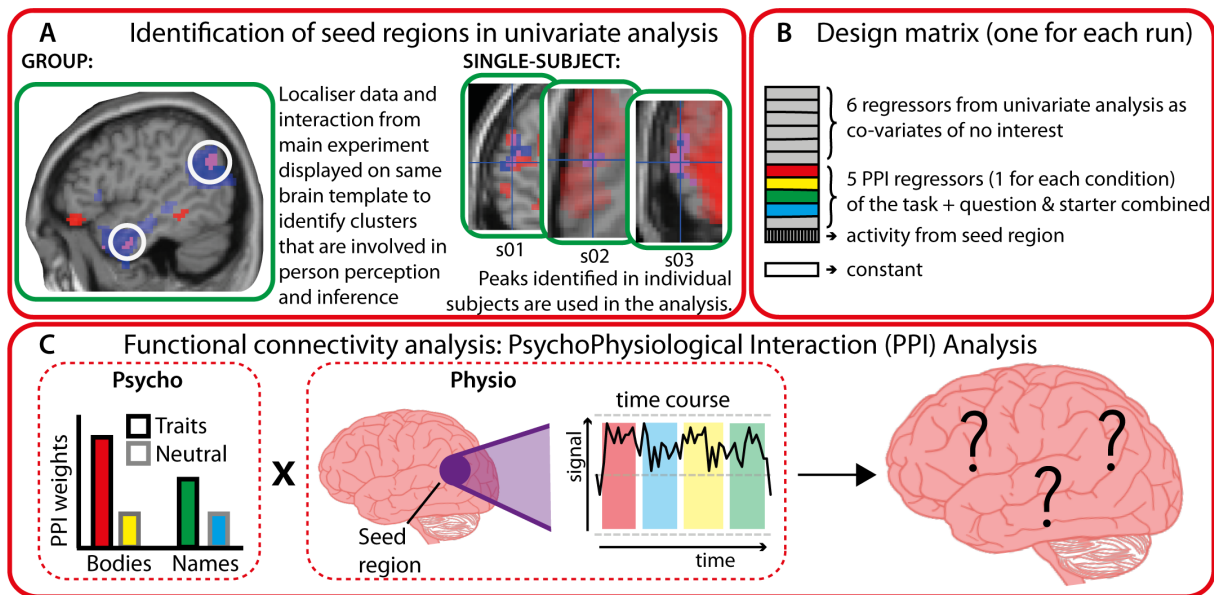 A Identification of seed regions in univariate analysis
GROUP:
Localiser data and
interaction from
main experiment
displayed on same
brain template to
identify clusters
that are involved in
person perception
and inference
SINGLE-SUBJECT:
s01
s02
s03
Peaks identified in individual
subjects are used in the analysis.
B Design matrix (one for each run)
6 regressors from univariate analysis as
co-variates of no interest
5 PPI regressors (1 for each condition)
of the task + question & starter combined
activity from seed region
constant
C Functional connectivity analysis: PsychoPhysiological Interaction (PPI) Analysis
Psycho
PPI weights
Traits
Neutral
Bodies
Names
X
Physio
Seed
region
time course
signal
time
?
?
?